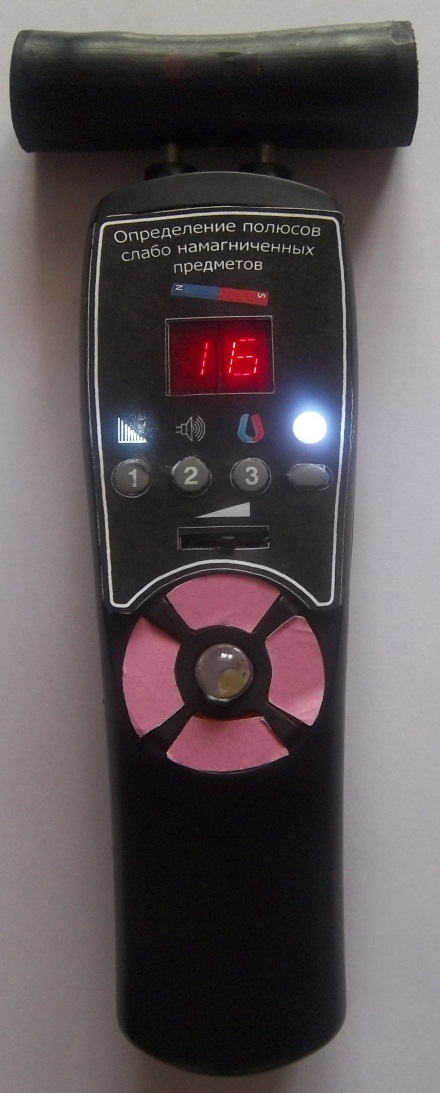 Определение полюсов
слабо намагниченных
предметов
N S
16
1 2 3